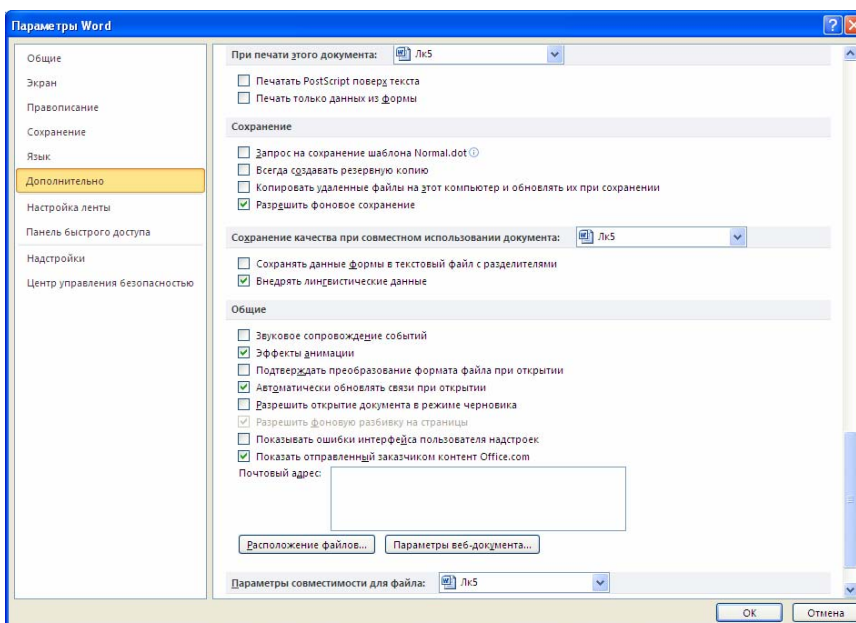 Параметры Word
Общие
Экран
Правописание
Сохранение
Язык
Дополнительно
Настройка ленты
Панель быстрого доступа
Надстройки
Центр управления безопасностью
При печати этого документа: Лк5
Печатать PostScript поверх текста
Печать только данных из формы
Сохранение
Запрос на сохранение шаблона Normal.dot
Всегда создавать резервную копию
Копировать удаленные файлы на этот компьютер и обновлять их при сохранении
Разрешить фоновое сохранение
Сохранение качества при совместном использовании документа: Лк5
Сохранять данные формы в текстовый файл с разделителями
Внедрять лингвистические данные
Общие
Звуковое сопровождение событий
Эффекты анимации
Подтверждать преобразование формата файла при открытии
Автоматически обновлять связи при открытии
Разрешить открытие документа в режиме черновика
Разрешить фоновую разбивку на страницы
Показывать ошибки интерфейса пользователя надстроек
Показать отправленный заказчиком контент Office.com
Почтовый адрес:
Расположение файлов... Параметры веб-документа...
Параметры совместимости для файла: Лк5
ОК Отмена